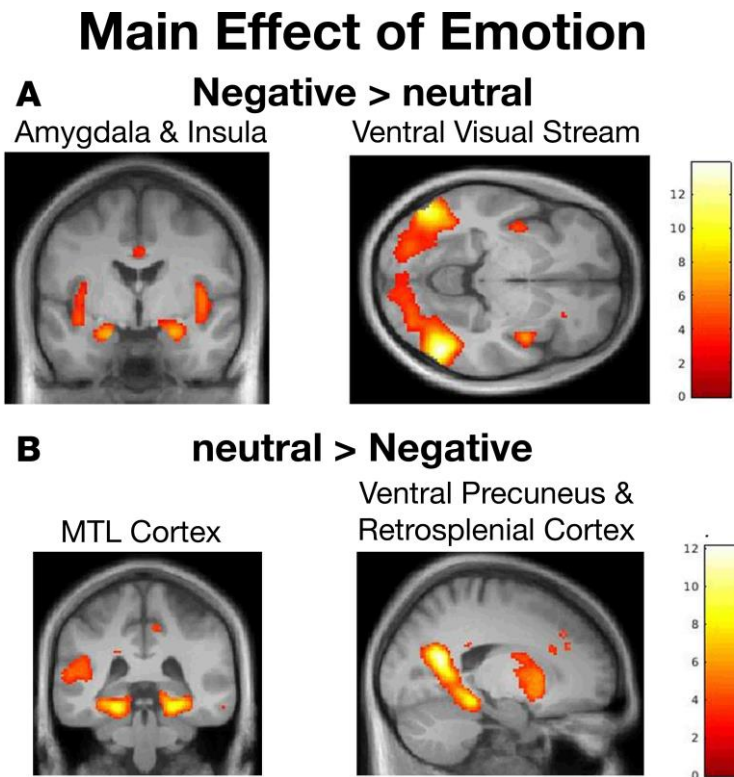 Main Effect of Emotion
A Negative > neutral
Amygdala & Insula Ventral Visual Stream
12
10
8
6
4
2
0
B neutral > Negative
Ventral Precuneus &
MTL Cortex Retrosplenial Cortex
12
10
8
6
4
2
0